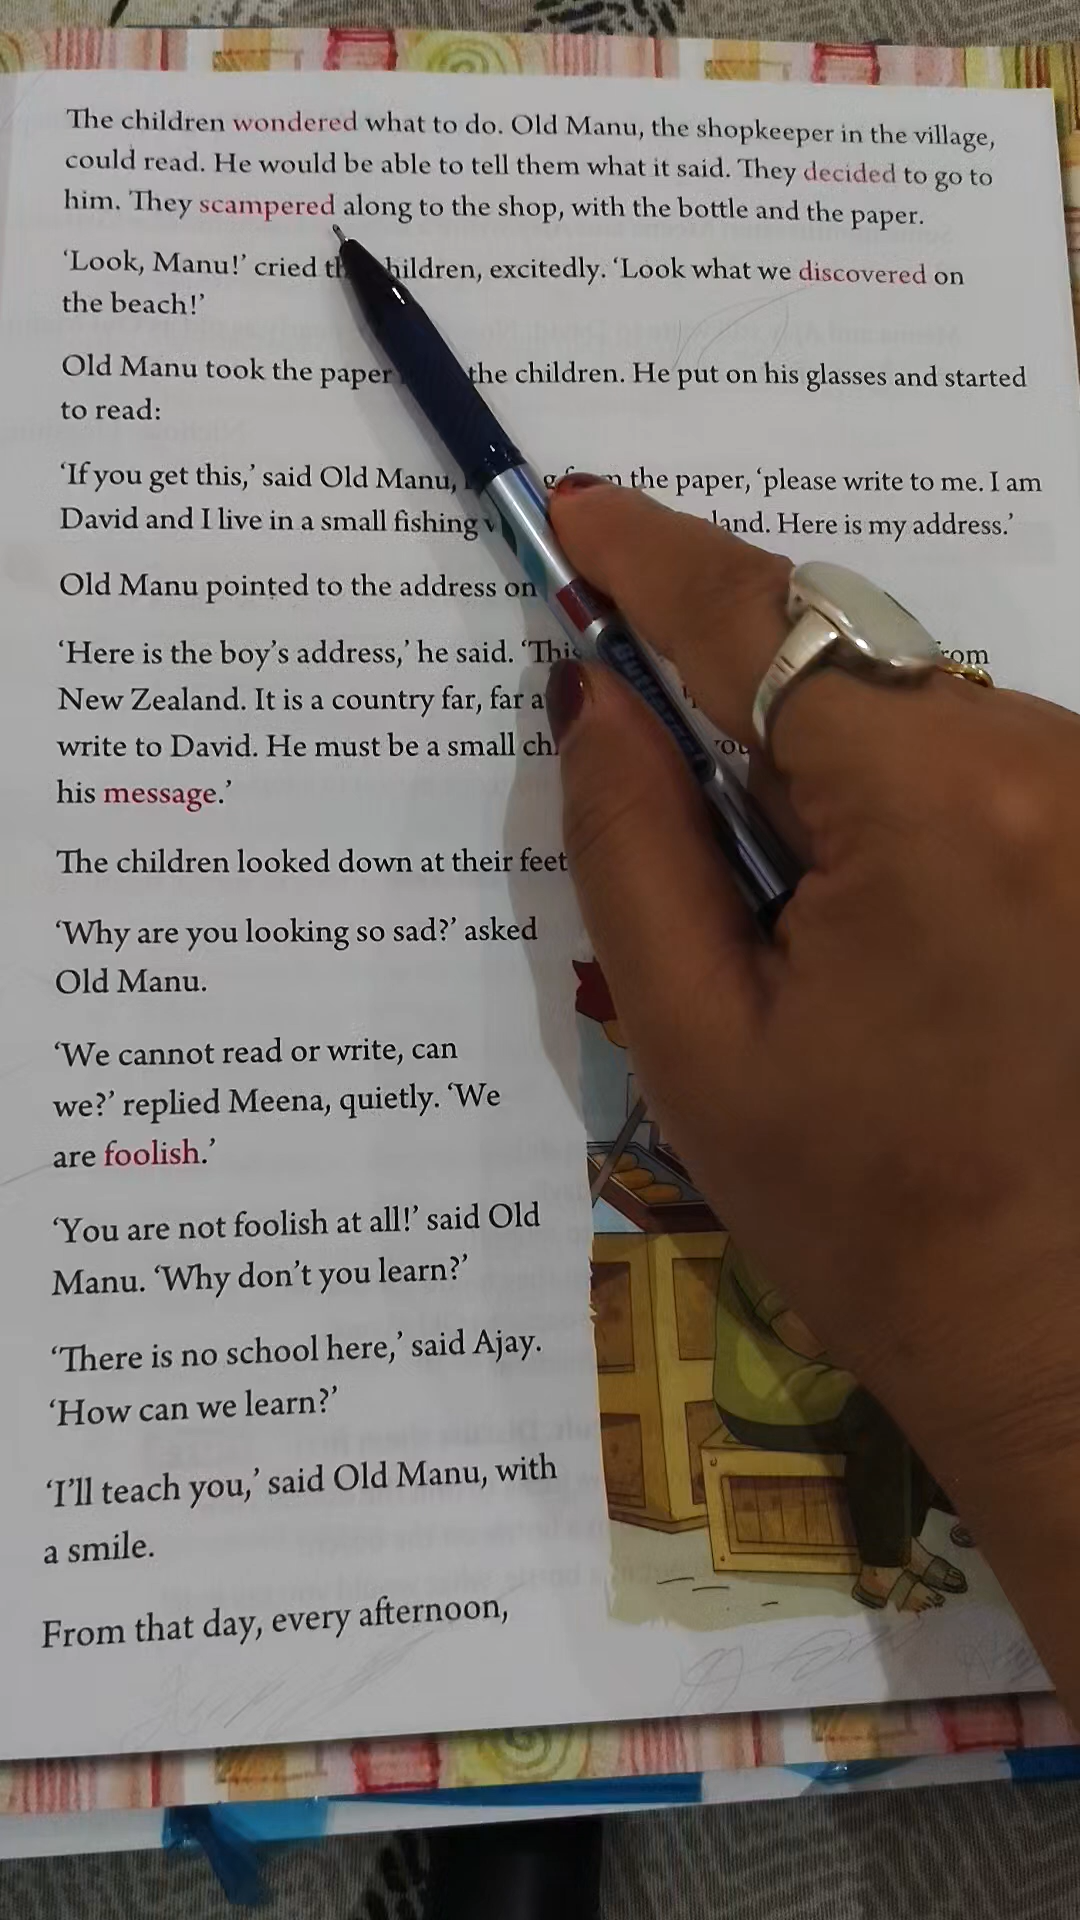 The children wondered what to do. Old Manu, the shopkeeper in the village,
could read. He would be able to tell them what it said. They decided to go to
him. They scampered along to the shop, with the bottle and the paper.
‘Look, Manu!’ cried the children, excitedly. ‘Look what we discovered on
the beach!’
Old Manu took the paper the children. He put on his glasses and started
to read:
‘If you get this,’ said Old Manu, the paper, ‘please write to me. I am
David and I live in a small fishing Here is my address.’
Old Manu pointed to the address on
‘Here is the boy’s address,’ he said. ‘This
New Zealand. It is a country far, far
write to David. He must be a small
his message.’
The children looked down at their feet
‘Why are you looking so sad?’ asked
Old Manu.
‘We cannot read or write, can
we?’ replied Meena, quietly. ‘We
are foolish.’
‘You are not foolish at all!’ said Old
Manu. ‘Why don’t you learn?’
‘There is no school here,’ said Ajay.
‘How can we learn?’
‘I’ll teach you,’ said Old Manu, with
a smile.
From that day, every afternoon,